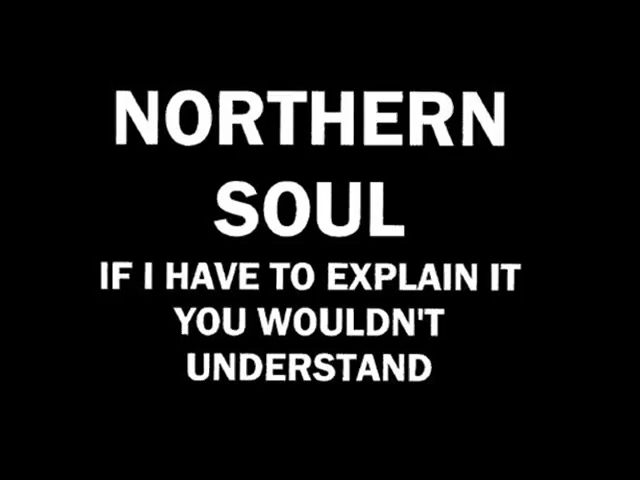 NORTHERN
SOUL
IF I HAVE TO EXPLAIN IT
YOU WOULDN'T
UNDERSTAND